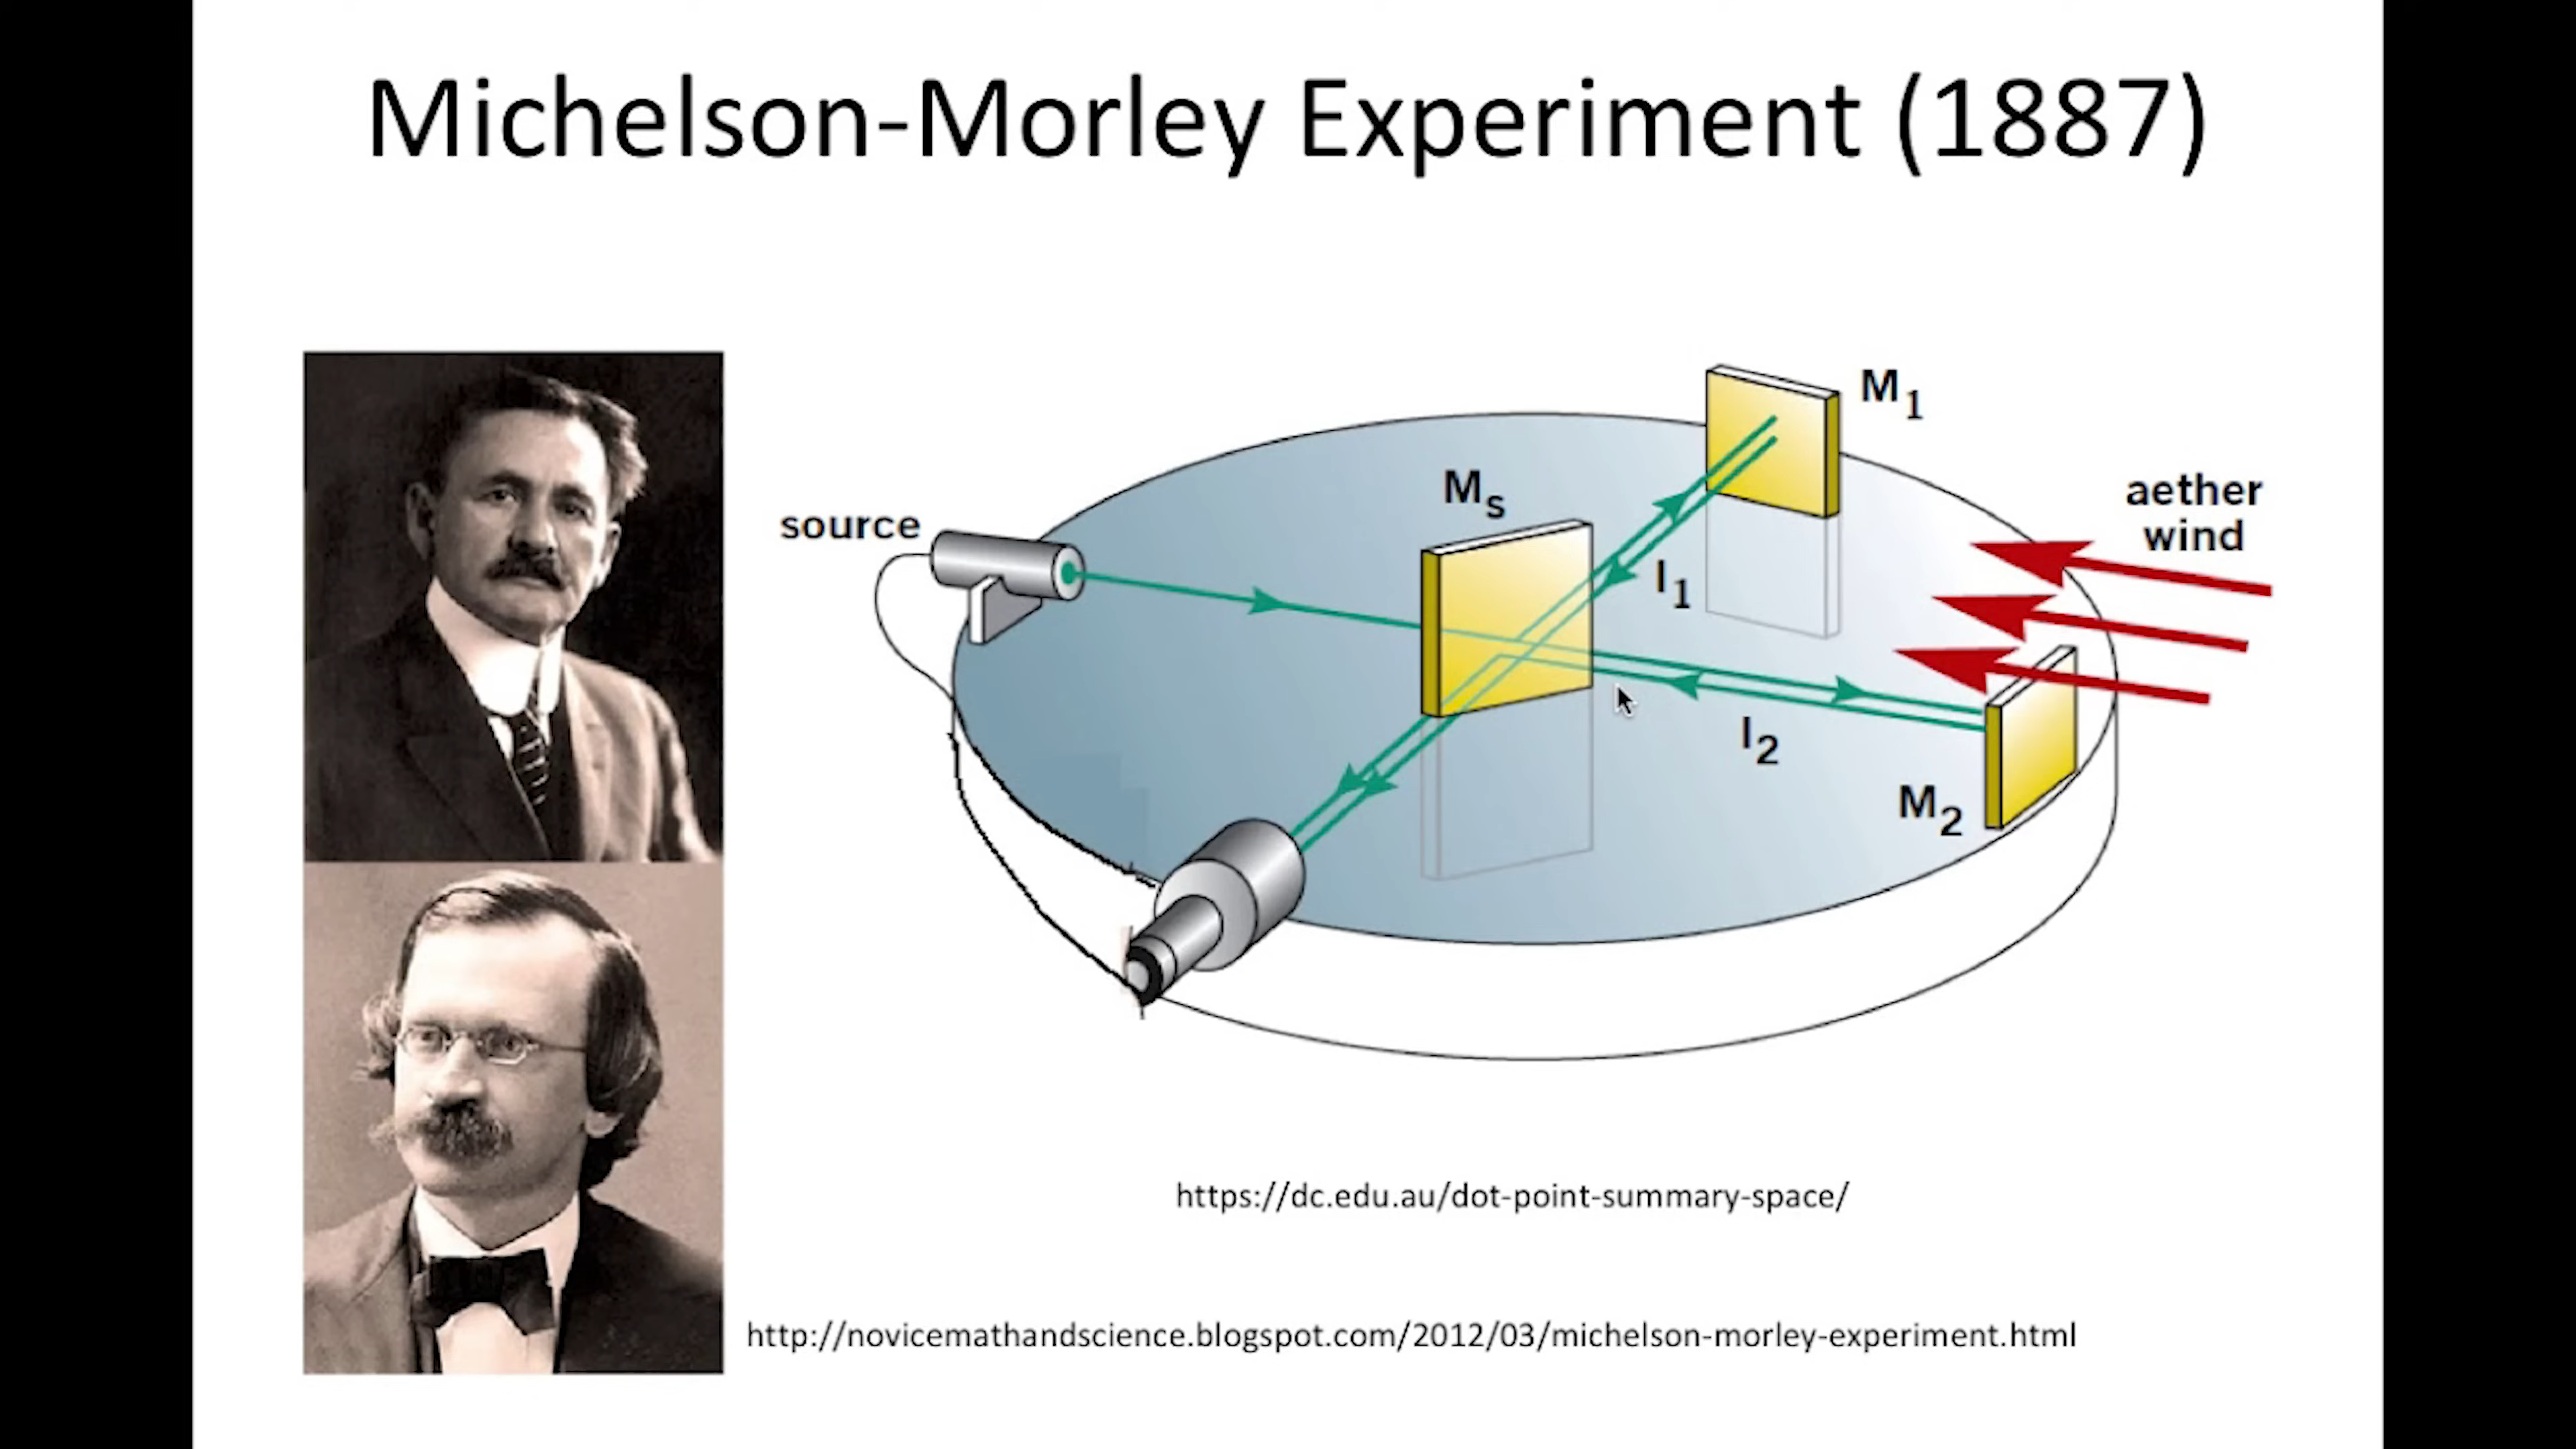 Michelson-Morley Experiment (1887)
source
Ms
M1
l1
aether
wind
l2
M2
https://dc.edu.au/dot-point-summary-space/
http://novicemathandscience.blogspot.com/2012/03/michelson-morley-experiment.html